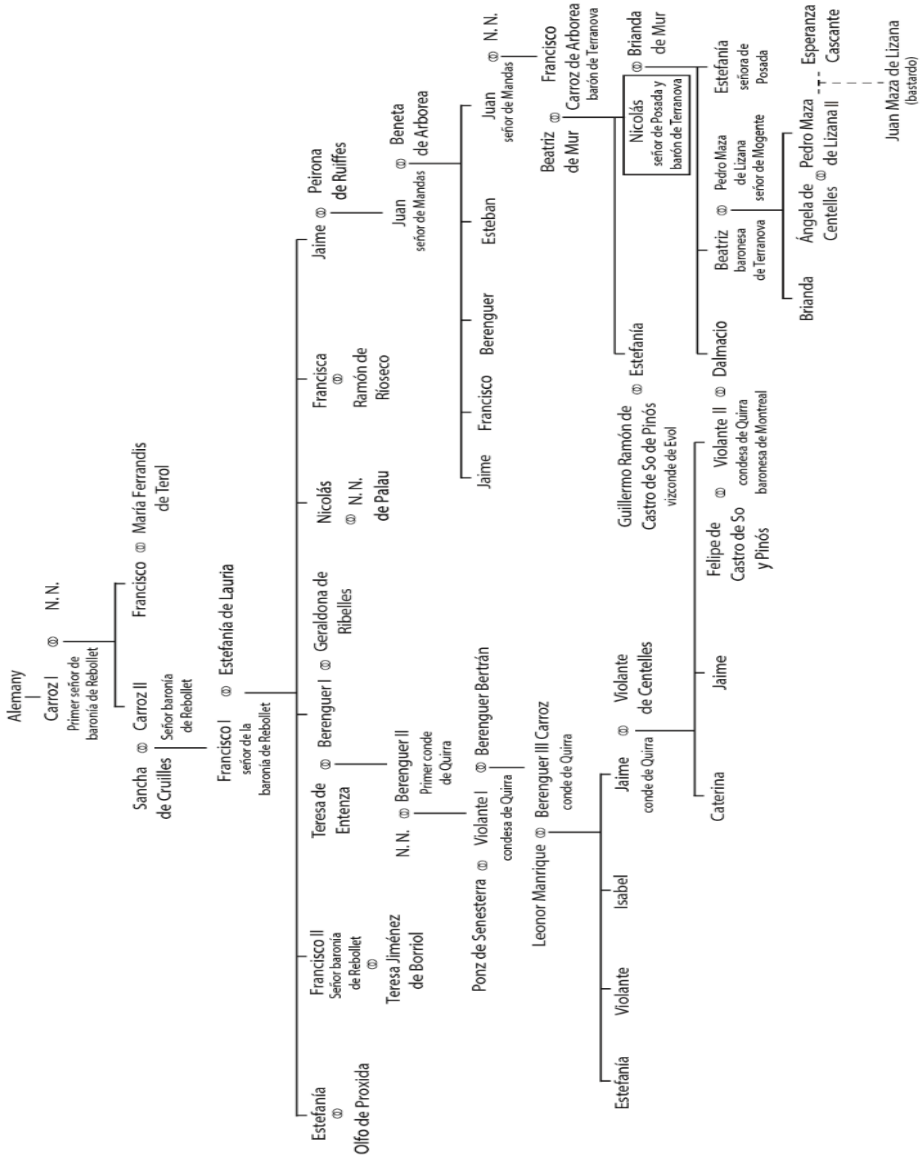 Alemany
Carroz I ⚭ N. N.
Primer señor de
baronía de Rebollet
Sancha ⚭ Carroz II
de Cruilles
Señor baronía
de Rebollet
Francisco ⚭ María Ferrandis
de Terol
Francisco I ⚭ Estefanía de Lauria
señor de la
baronía de Rebollet
Estefanía
⚭
Olfo de Proxida
Francisco II
Señor baronía
de Rebollet
⚭
Teresa Jiménez
de Borriol
Teresa de ⚭ Berenguer I ⚭ Geraldona de
Entenza
Ribelles
Nicolás
⚭ N. N.
de Palau
Francisca
⚭
Ramón de
Ríoseco
Jaime ⚭ Peirona
de Ruiffes
N. N. ⚭ Berenguer II
Primer conde
de Quirra
Juan ⚭ Beneta
señor de Mandas
de Arborea
Ponz de Senesterra ⚭ Violante I ⚭ Berenguer Bertrán
condesa de Quirra
Jaime
Francisco
Berenguer
Esteban
Juan ⚭ N. N.
señor de Mandas
Leonor Manrique ⚭ Berenguer III Carroz
conde de Quirra
Beatriz ⚭ Francisco
de Mur
Carroz de Arborea
barón de Terranova
Estefanía
Violante
Isabel
Jaime ⚭ Violante
conde de Quirra
de Centelles
Guillermo Ramón de ⚭ Estefanía
Castro de So de Pinós
vizconde de Evol
Nicolás ⚭ Brianda
de Mur
señor de Posada y
barón de Terranova
Caterina
Jaime
Felipe de ⚭ Violante II ⚭ Dalmacio
Castro de So
y Pinós
condesa de Quirra
baronesa de Montreal
Beatriz ⚭ Pedro Maza
baronesa
de Terranova
de Lizana
señor de Mogente
Estefanía
señora de
Posada
Brianda
Ángela de ⚭ Pedro Maza
Centelles
de Lizana II
Esperanza
Cascante
Juan Maza de Lizana
(bastardo)